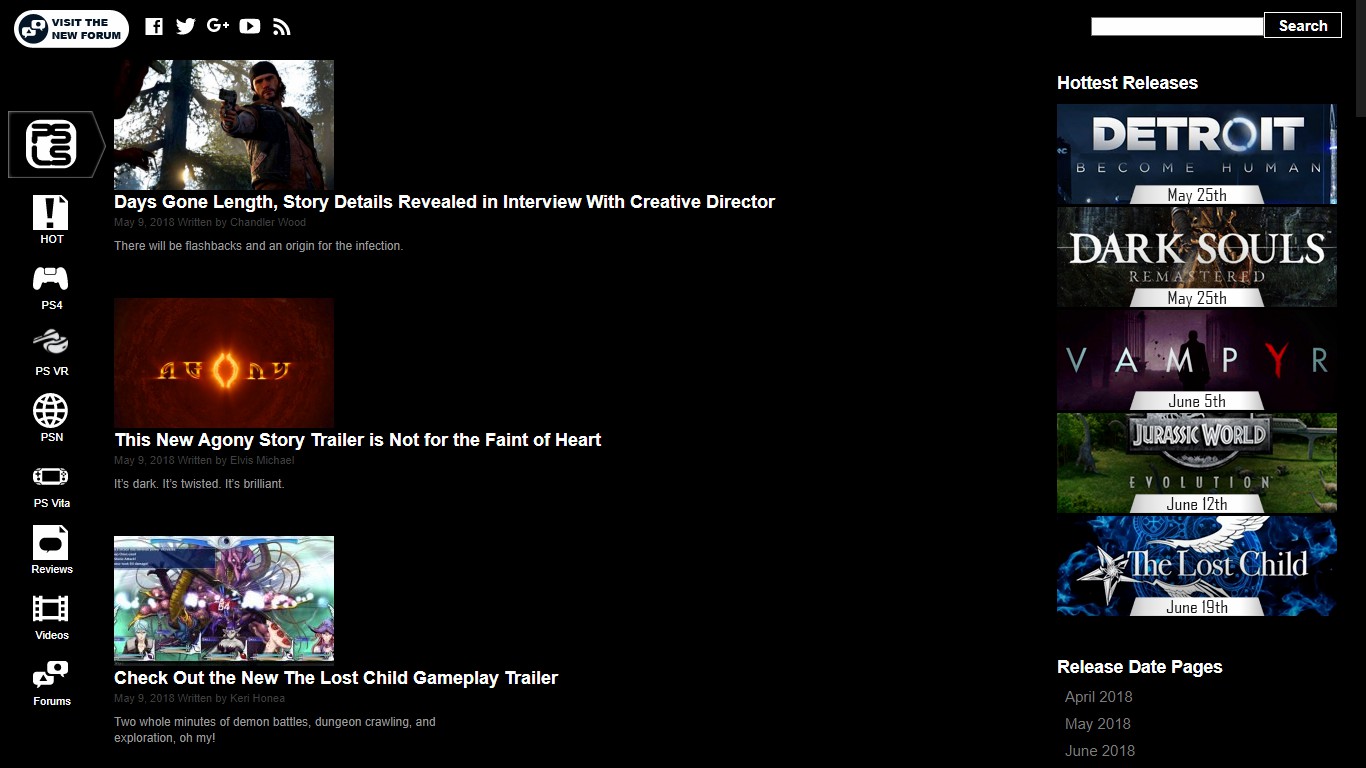 VISIT THE
NEW FORUM
Search
PS
LS
HOT
PS4
PS VR
PSN
PS Vita
Reviews
Videos
Forums
Days Gone Length, Story Details Revealed in Interview With Creative Director
May 9, 2018 Written by Chandler Wood
There will be flashbacks and an origin for the infection.
AGONY
This New Agony Story Trailer is Not for the Faint of Heart
May 9, 2018 Written by Elvis Michael
It's dark. It's twisted. It's brilliant.
84
Check Out the New The Lost Child Gameplay Trailer
May 9, 2018 Written by Keri Honea
Two whole minutes of demon battles, dungeon crawling, and
exploration, oh my!
Hottest Releases
DETROIT
BECOME HUMAN
May 25th
DARK SOULS
REMASTERED
May 25th
VAMPYR
June 5th
JURASSIC WORLD
EVOLUTION
June 12th
The Lost Child
June 19th
Release Date Pages
April 2018
May 2018
June 2018